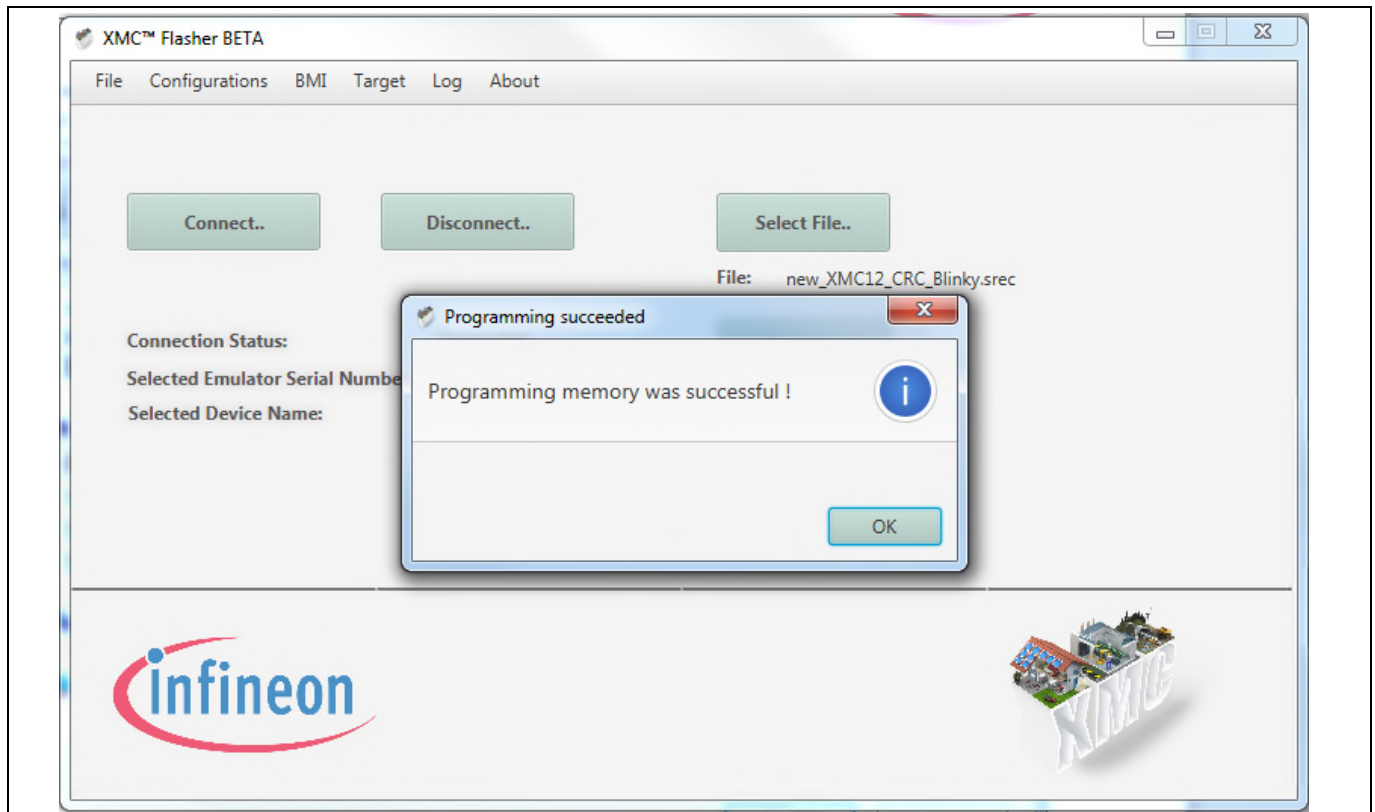 XMC™ Flasher BETA
File Configurations BMI Target Log About
Connect.. Disconnect.. Select File..
File: new_XMC12_CRC_Blinky.srec
Programming succeeded
Connection Status:
Selected Emulator Serial Numbe
Programming memory was successful !
Selected Device Name:
OK
infineon
XMC